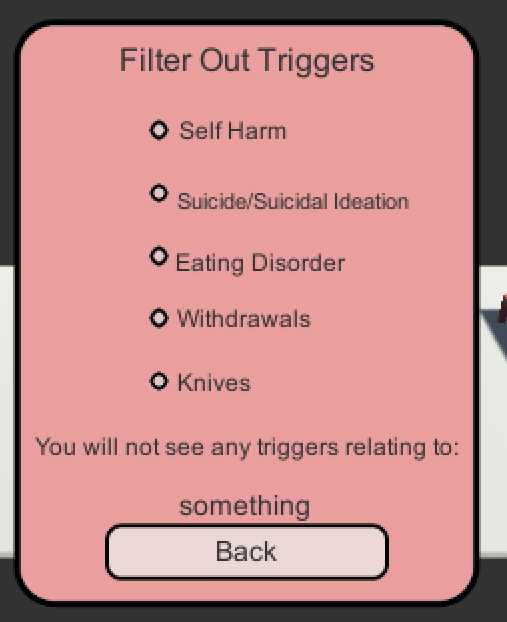 Filter Out Triggers
Self Harm
Suicide/Suicidal Ideation
Eating Disorder
Withdrawals
Knives
You will not see any triggers relating to:
something
Back